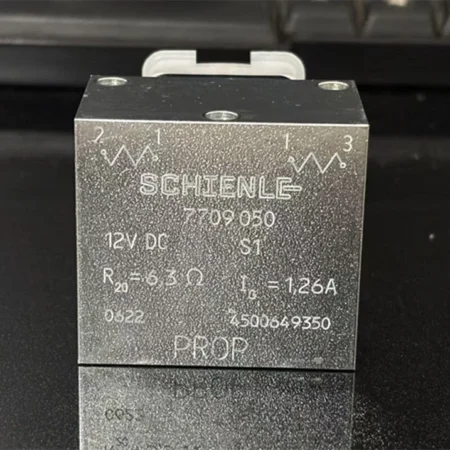 2 1 1 3
SCHIENLE
7709 050
12V DC S1
R20=6,3 Ω IG =1,26A
0622 4500649350
PROP